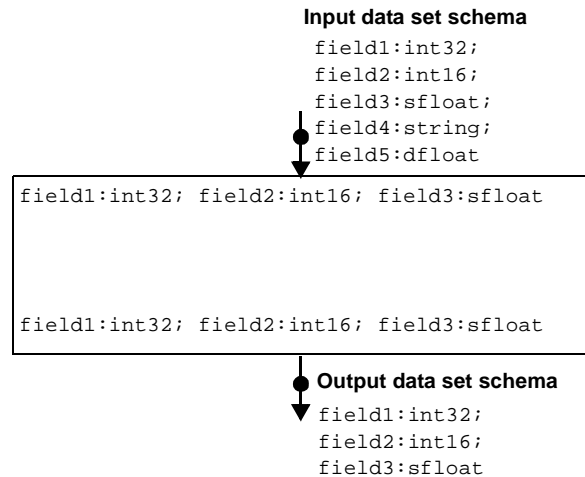 Input data set schema
field1:int32;
field2:int16;
field3:sfloat;
field4:string;
field5:dfloat
field1:int32; field2:int16; field3:sfloat
field1:int32; field2:int16; field3:sfloat
Output data set schema
field1:int32;
field2:int16;
field3:sfloat